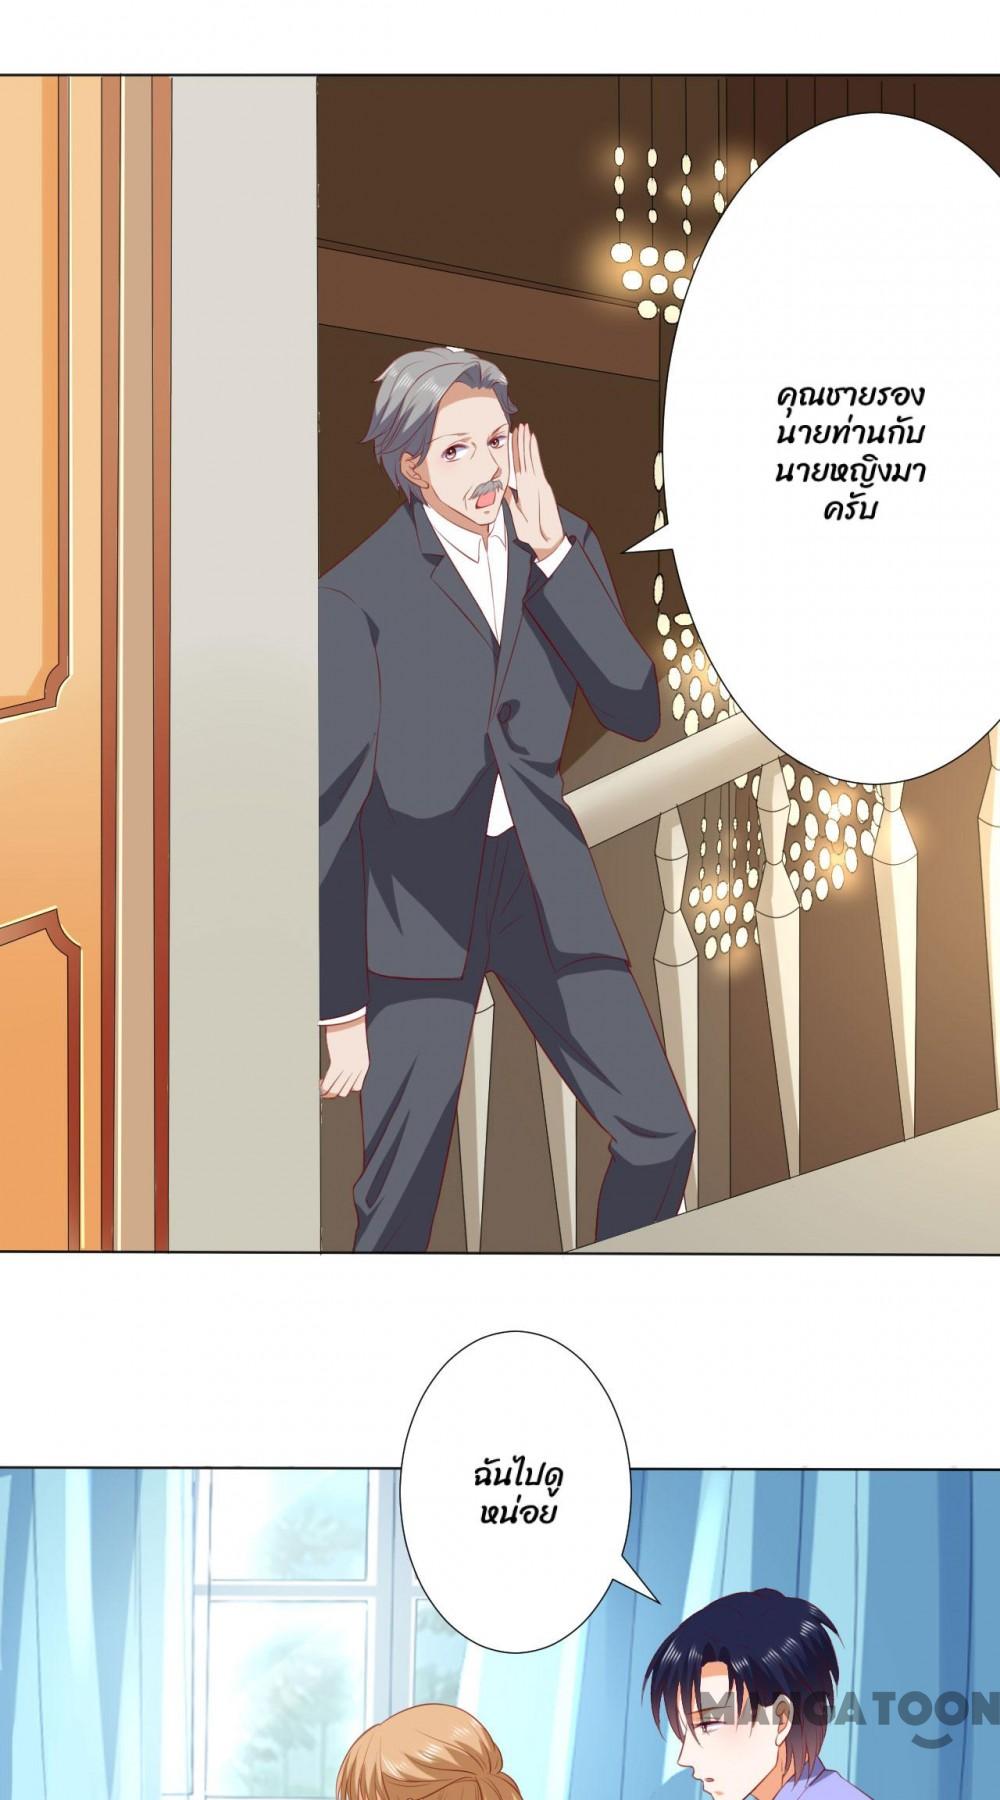 คุณชายรอง
นายท่านกับ
นายหญิงมา
ครับ
ฉันไปดู
หน่อย
MANGATOON